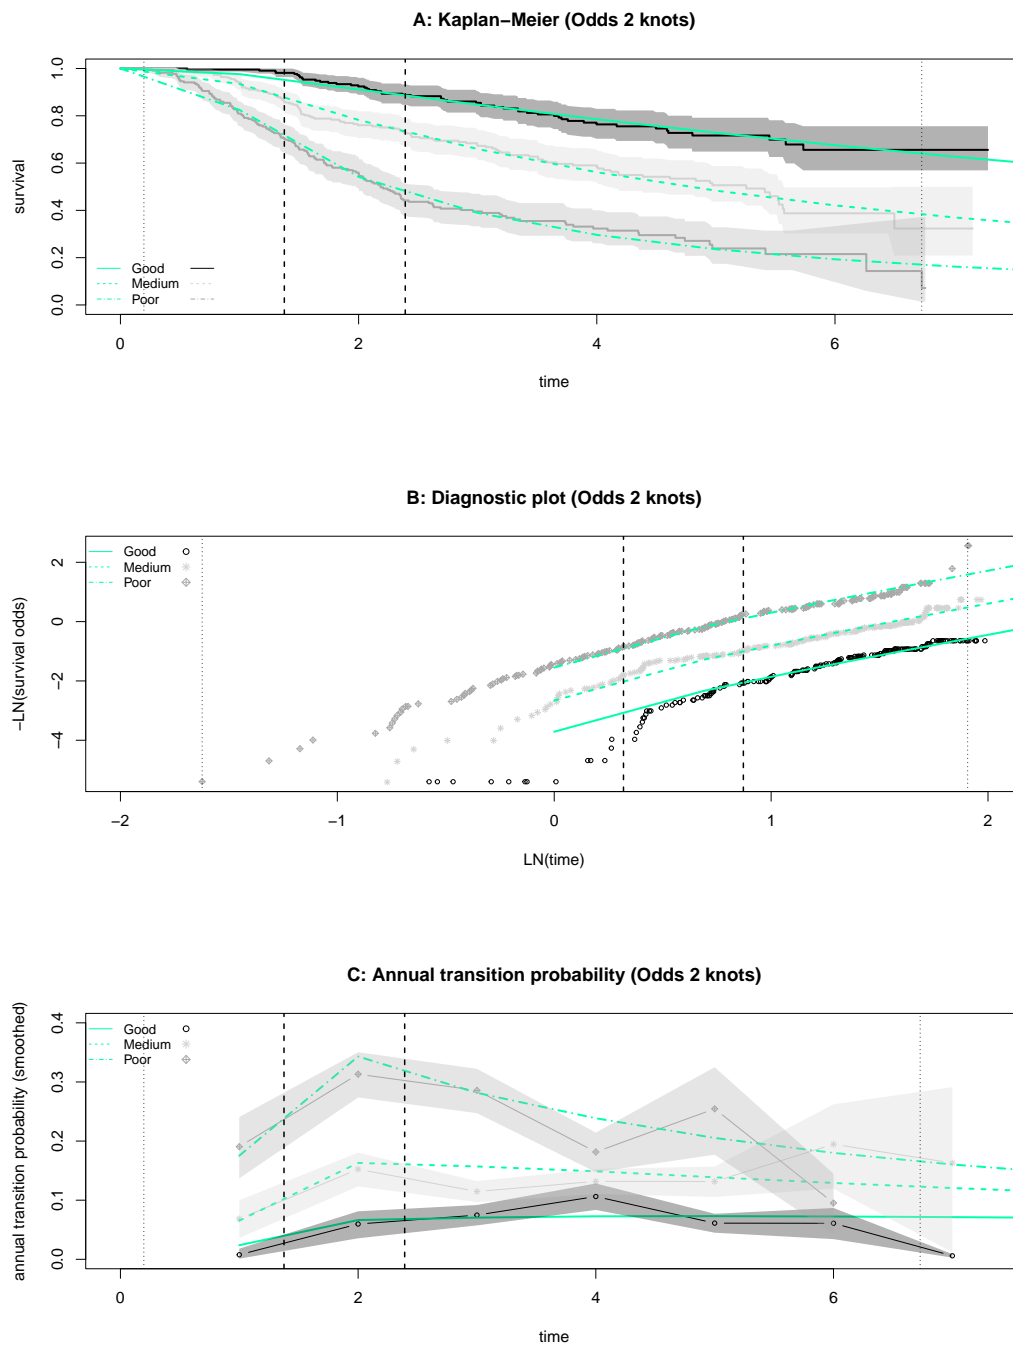 A: Kaplan−Meier (Odds 2 knots)
survival
1.0
0.8
0.6
0.4
0.2
0.0
Good
Medium
Poor
0 2 4 6
time
B: Diagnostic plot (Odds 2 knots)
−LN(survival odds)
2
0
−2
−4
Good
Medium
Poor
−2 −1 0 1 2
LN(time)
C: Annual transition probability (Odds 2 knots)
annual transition probability (smoothed)
0.4
0.3
0.2
0.1
0.0
Good
Medium
Poor
0 2 4 6
time